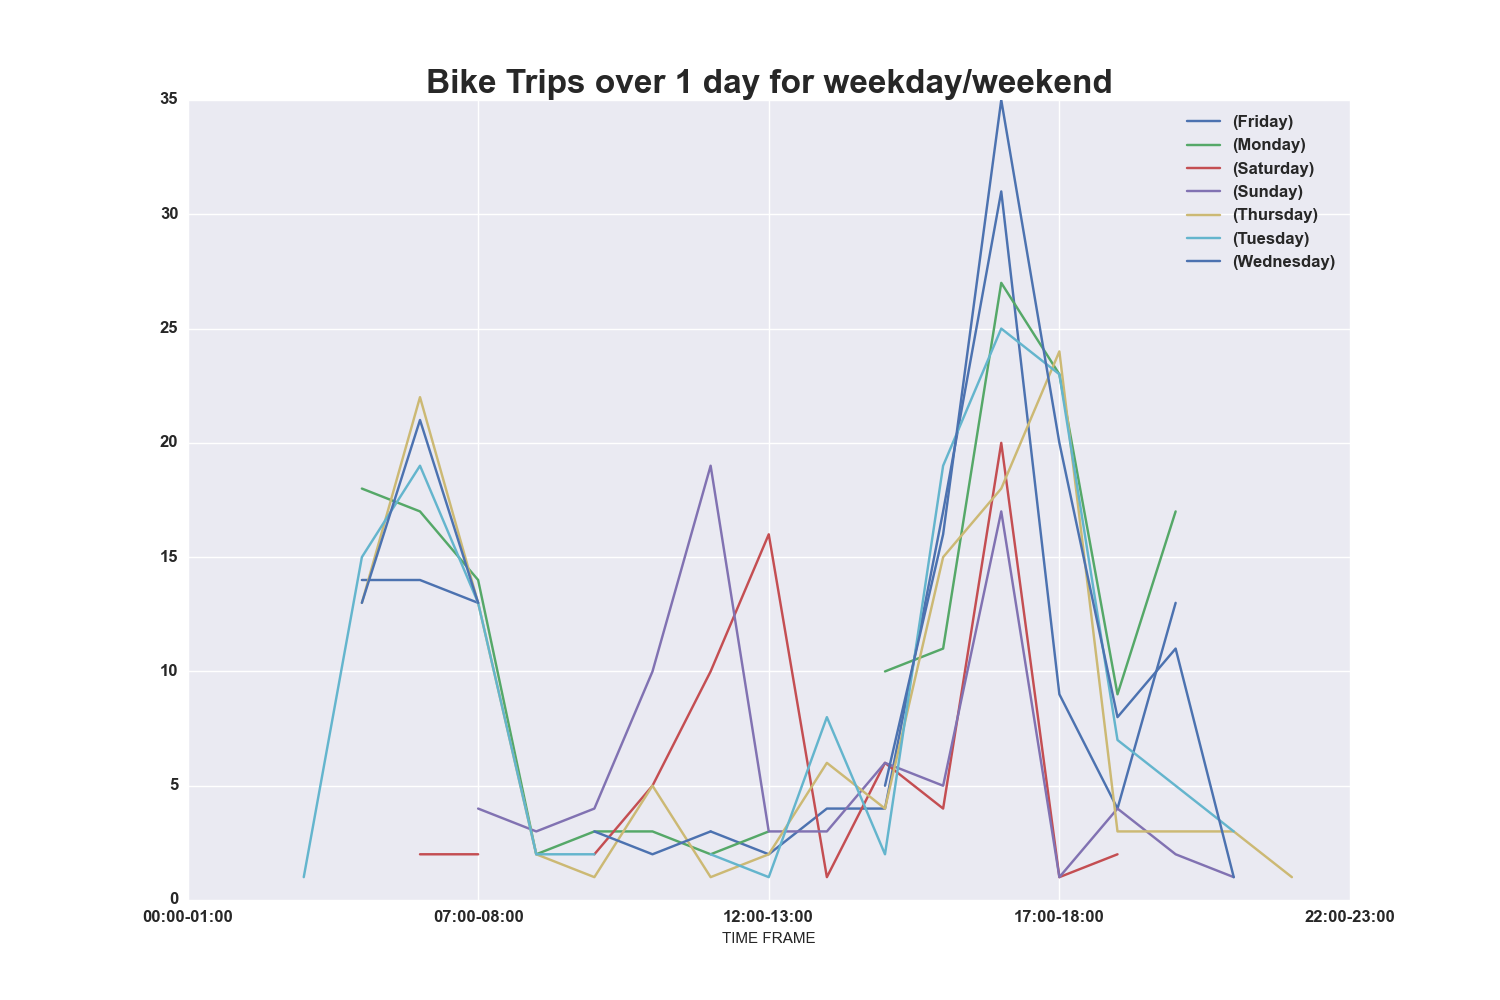 Bike Trips over 1 day for weekday/weekend
35
30
25
20
15
10
5
0
(Friday)
(Monday)
(Saturday)
(Sunday)
(Thursday)
(Tuesday)
(Wednesday)
00:00-01:00 07:00-08:00 12:00-13:00 17:00-18:00 22:00-23:00
TIME FRAME